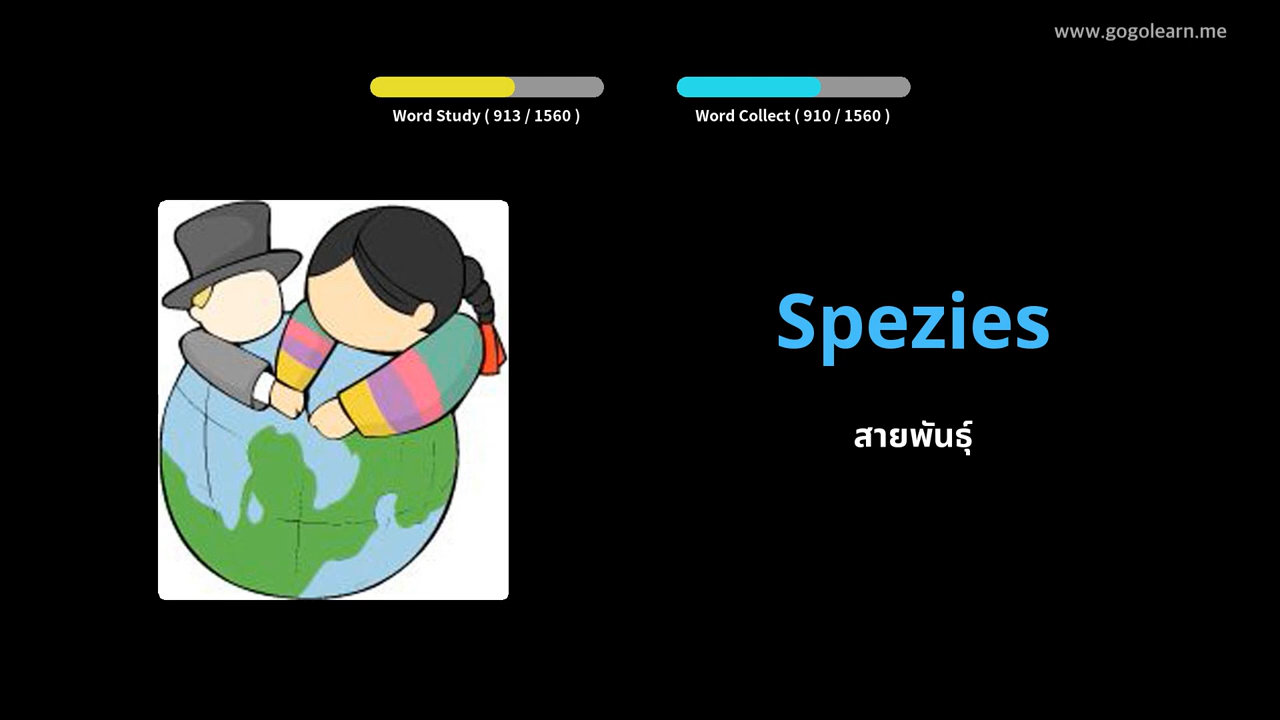 www.gogolearn.me
Word Study ( 913 / 1560 )
Word Collect ( 910 / 1560 )
Spezies
สายพันธุ์